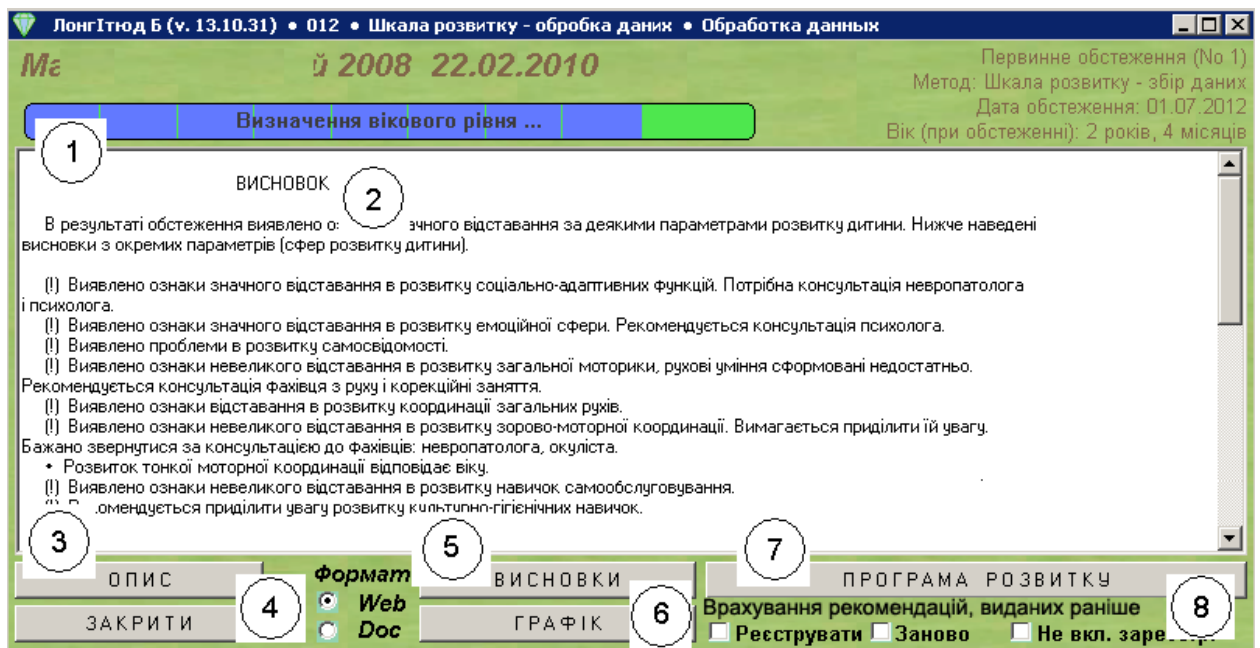 ЛонгІтюд Б (v. 13.10.31) ● 012 ● Шкала розвитку - обробка даних ● Обработка данных
2008 22.02.2010
Первинне обстеження (No 1)
Метод: Шкала розвитку - збір даних
Дата обстеження: 01.07.2012
Вік (при обстеженні): 2 років, 4 місяців
Визначення вікового рівня ...
1
ВИСНОВОК
2
В результаті обстеження виявлено відставання за деякими параметрами розвитку дитини. Нижче наведені
висновки з окремих параметрів (сфер розвитку дитини).
(!) Виявлено ознаки значного відставання в розвитку соціально-адаптивних функцій. Потрібна консультація невропатолога
і психолога.
(!) Виявлено ознаки значного відставання в розвитку емоційної сфери. Рекомендується консультація психолога.
(!) Виявлено проблеми в розвитку самосвідомості.
(!) Виявлено ознаки невеликого відставання в розвитку загальної моторики, рухові уміння сформовані недостатньо.
Рекомендується консультація фахівця з руху і корекційні заняття.
(!) Виявлено ознаки відставання в розвитку координації загальних рухів.
(!) Виявлено ознаки невеликого відставання в розвитку зорово-моторної координації. Вимагається приділити їй увагу.
Бажано звернутися за консультацією до фахівців: невропатолога, окуліста.
• Розвиток тонкої моторної координації відповідає віку.
(!) Виявлено ознаки невеликого відставання в розвитку навичок самообслуговування.
приділити увагу розвитку культурно-гігієнічних навичок.
3
5
7
ОПИС
Формат
ВИСНОВКИ
ПРОГРАМА РОЗВИТКУ
4
Web
6
Врахування рекомендацій, виданих раніше
8
ЗАКРИТИ
Doc
ГРАФІК
Реєструвати Заново Не вкл.